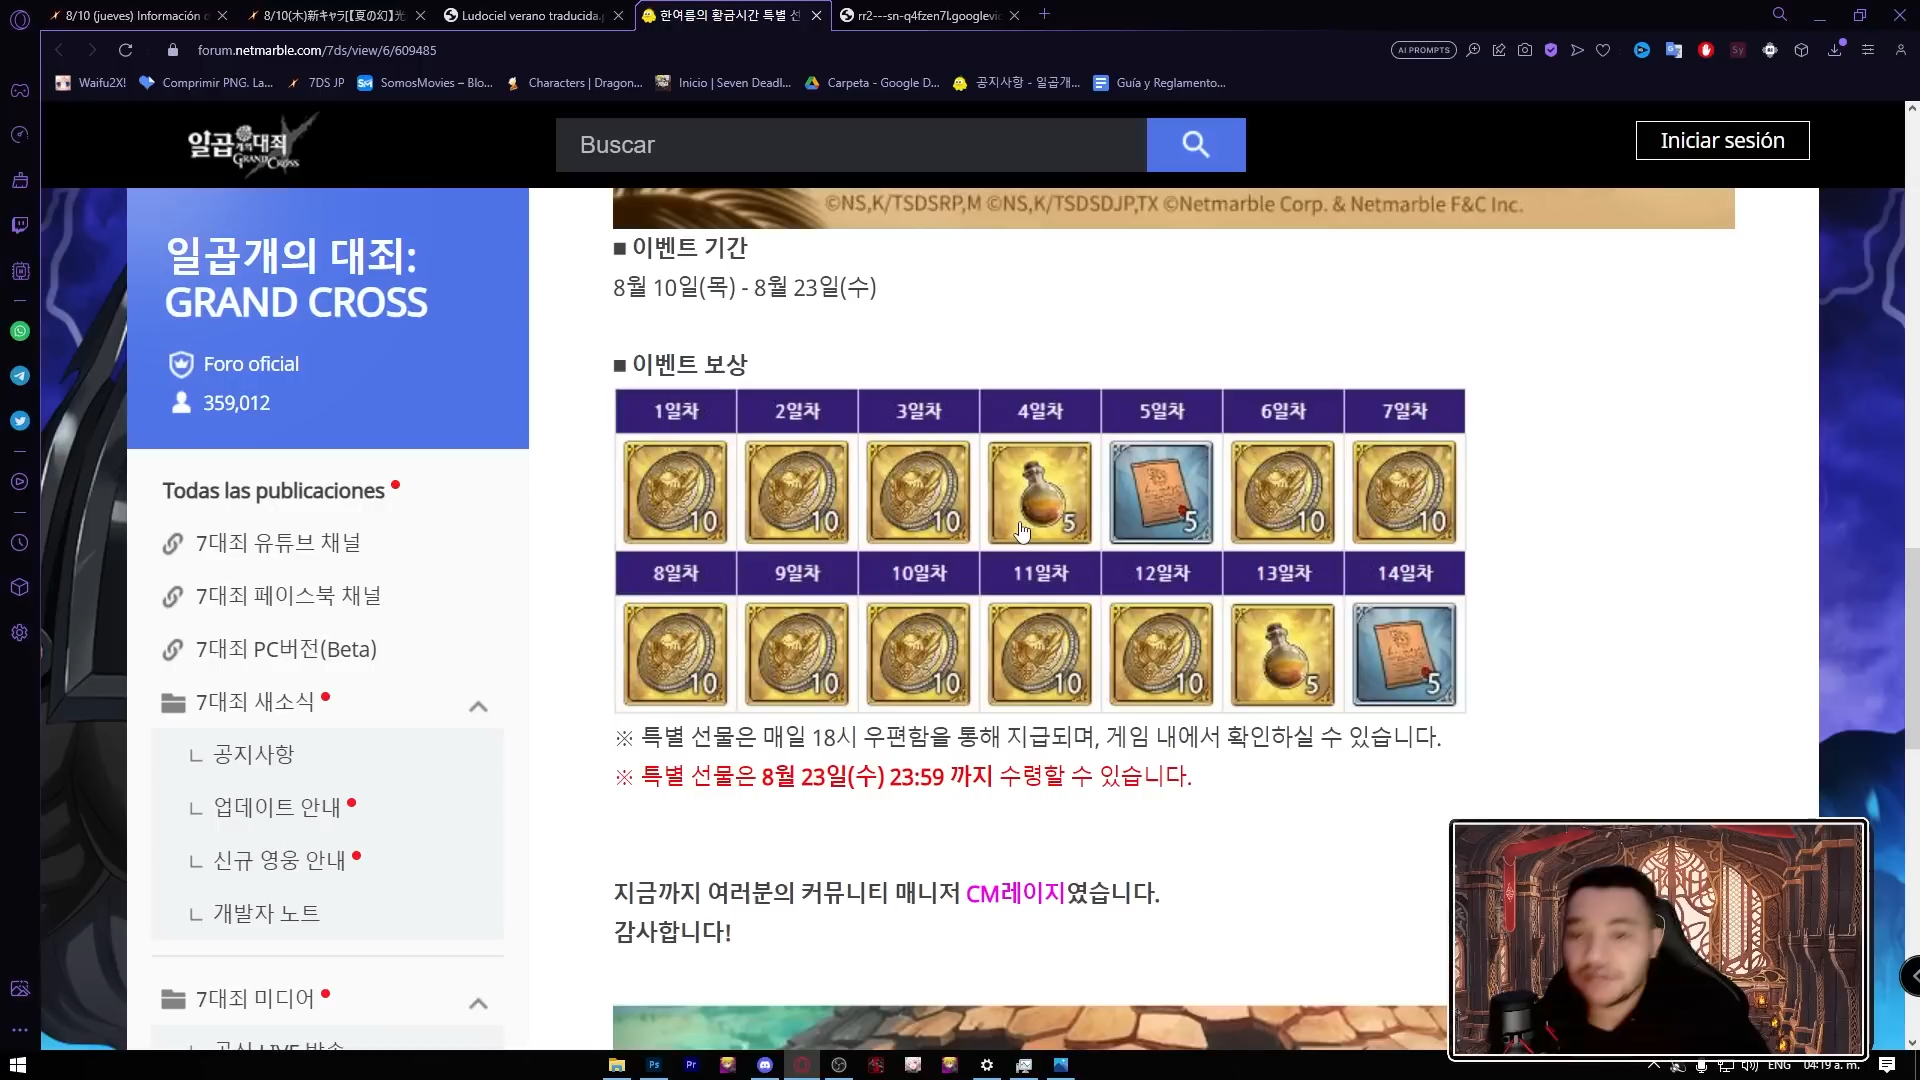 8/10 (jueves) Información
8/10(木)新キャラ[【夏の幻】光
Ludociel verano traducida.
한여름의 황금시간 특별 선
rr2---sn-q4fzen7l.googlevic
forum.netmarble.com/7ds/view/6/609485
AI PROMPTS
Waifu2X!
Comprimir PNG. La...
7DS JP
SomosMovies – Blo...
Characters | Dragon...
Inicio | Seven Deadl...
Carpeta - Google D...
공지사항 - 일곱개...
Guía y Reglamento...
일곱개의대죄
GRAND CROSS
Buscar
Iniciar sesión
©NS,K/TSDSRP,M ©NS,K/TSDSDJP,TX ©Netmarble Corp. & Netmarble F&C Inc.
일곱개의 대죄:
GRAND CROSS
Foro oficial
359,012
Todas las publicaciones
7대죄 유튜브 채널
7대죄 페이스북 채널
7대죄 PC버전(Beta)
7대죄 새소식
공지사항
업데이트 안내
신규 영웅 안내
개발자 노트
7대죄 미디어
공식 LIVE 방송
■ 이벤트 기간
8월 10일(목) - 8월 23일(수)
■ 이벤트 보상
1일차 2일차 3일차 4일차 5일차 6일차 7일차
10 10 10 5 5 10 10
8일차 9일차 10일차 11일차 12일차 13일차 14일차
10 10 10 10 10 5 5
※ 특별 선물은 매일 18시 우편함을 통해 지급되며, 게임 내에서 확인하실 수 있습니다.
※ 특별 선물은 8월 23일(수) 23:59 까지 수령할 수 있습니다.
지금까지 여러분의 커뮤니티 매니저 CM레이지였습니다.
감사합니다!
ENG
04:19 a. m.